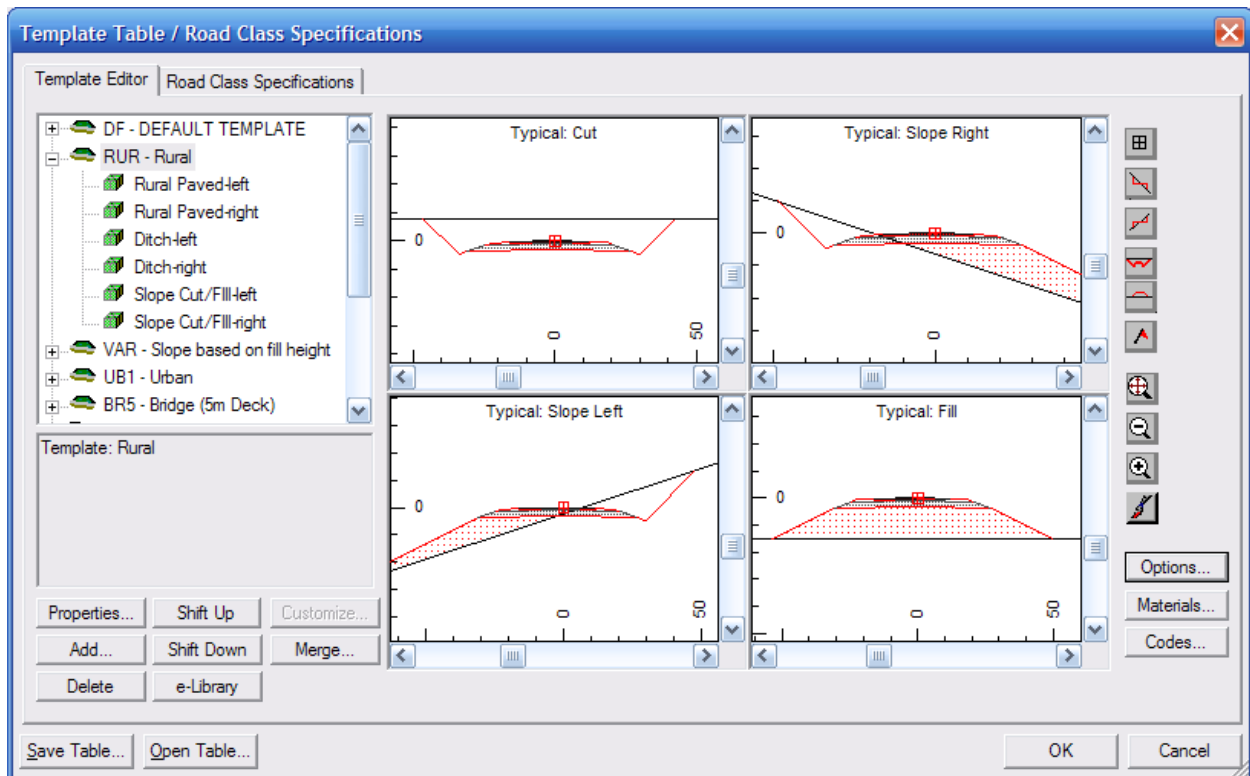 Template Table / Road Class Specifications
Template Editor
Road Class Specifications
DF - DEFAULT TEMPLATE
RUR - Rural
Rural Paved-left
Rural Paved-right
Ditch-left
Ditch-right
Slope Cut/FIll-left
Slope Cut/FIll-right
VAR - Slope based on fill height
UB1 - Urban
BR5 - Bridge (5m Deck)
Template: Rural
Properties...
Shift Up
Customize...
Add...
Shift Down
Merge...
Delete
e-Library
Typical: Cut
0
0
50
Typical: Slope Right
0
0
Typical: Slope Left
0
0
50
Typical: Fill
0
0
50
Options...
Materials...
Codes...
Save Table...
Open Table...
OK
Cancel